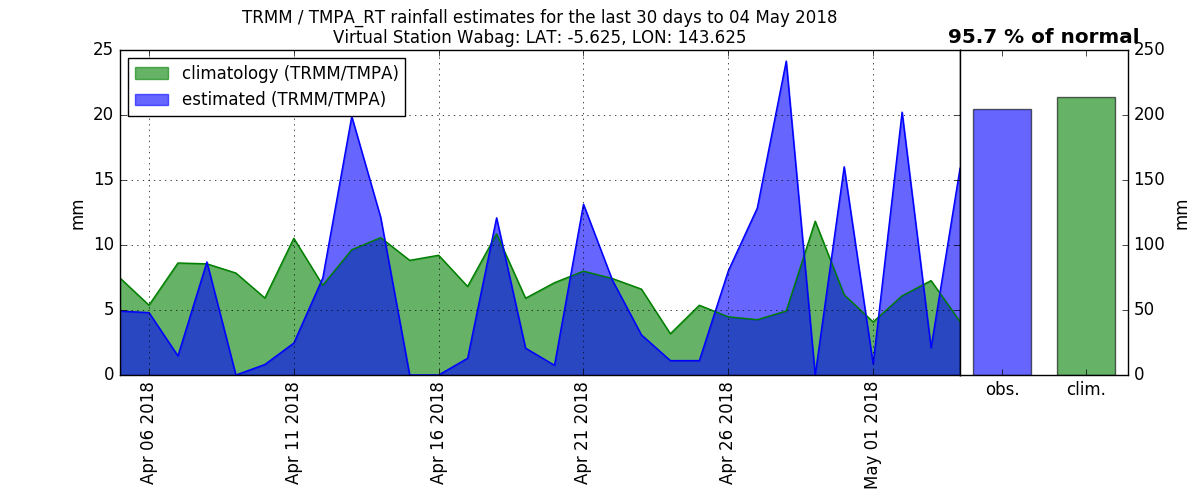 TRMM / TMPA_RT rainfall estimates for the last 30 days to 04 May 2018
Virtual Station Wabag: LAT: -5.625, LON: 143.625
95.7 % of normal
climatology (TRMM/TMPA)
estimated (TRMM/TMPA)
25
20
15
10
5
0
mm
Apr 06 2018
Apr 11 2018
Apr 16 2018
Apr 21 2018
Apr 26 2018
May 01 2018
obs.
clim.
250
200
150
100
50
0
mm